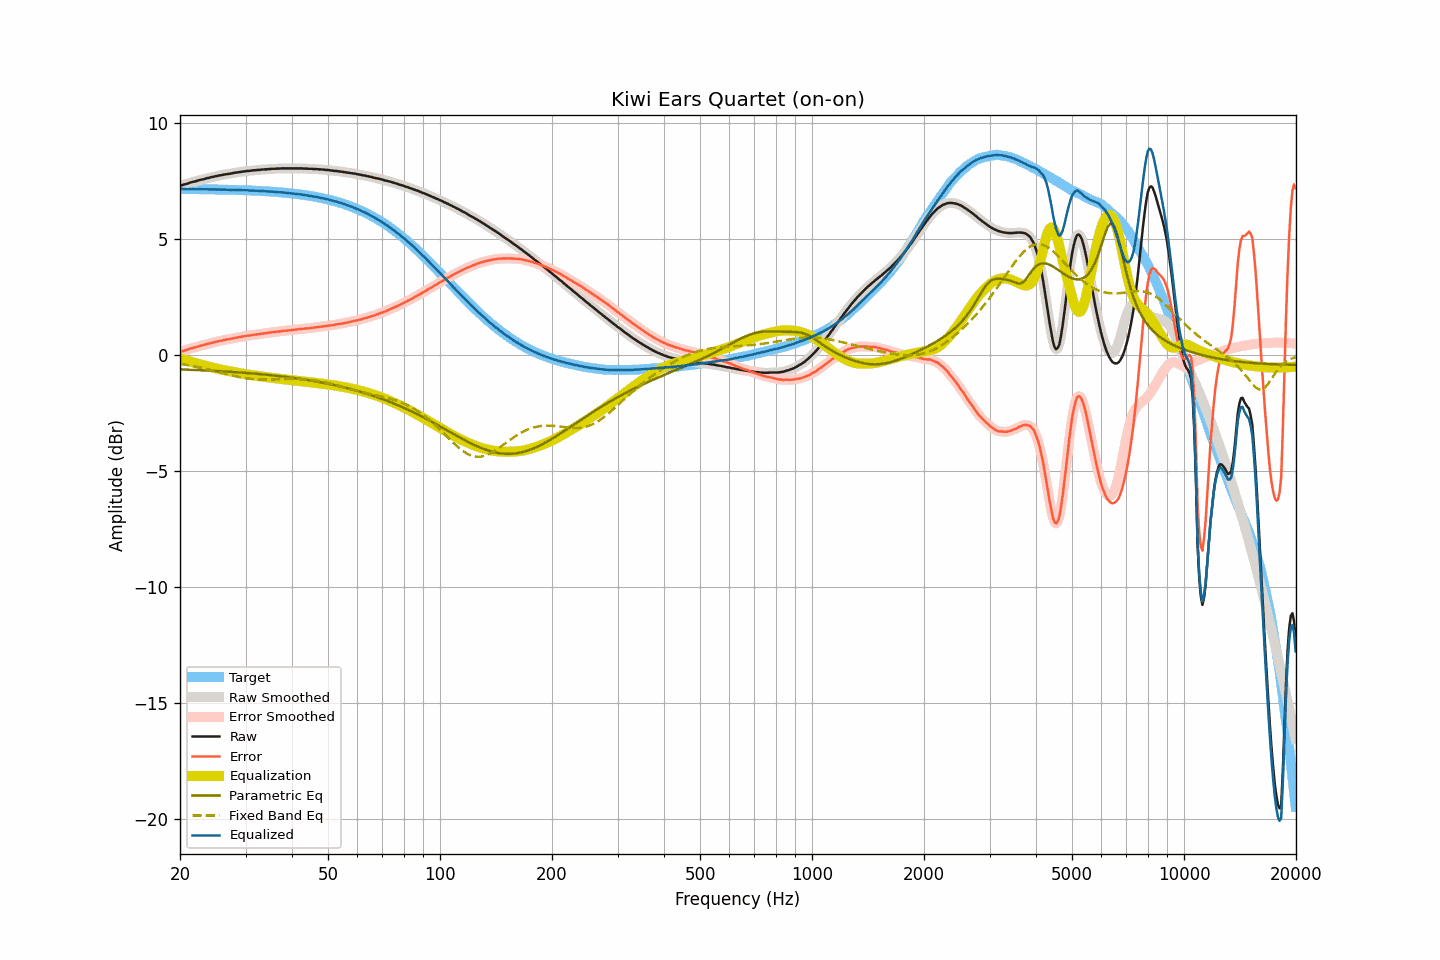 Kiwi Ears Quartet (on-on)
10
5
0
−5
−10
−15
−20
Amplitude (dBr)
Target
Raw Smoothed
Error Smoothed
Raw
Error
Equalization
Parametric Eq
Fixed Band Eq
Equalized
20 50 100 200 500 1000 2000 5000 10000 20000
Frequency (Hz)